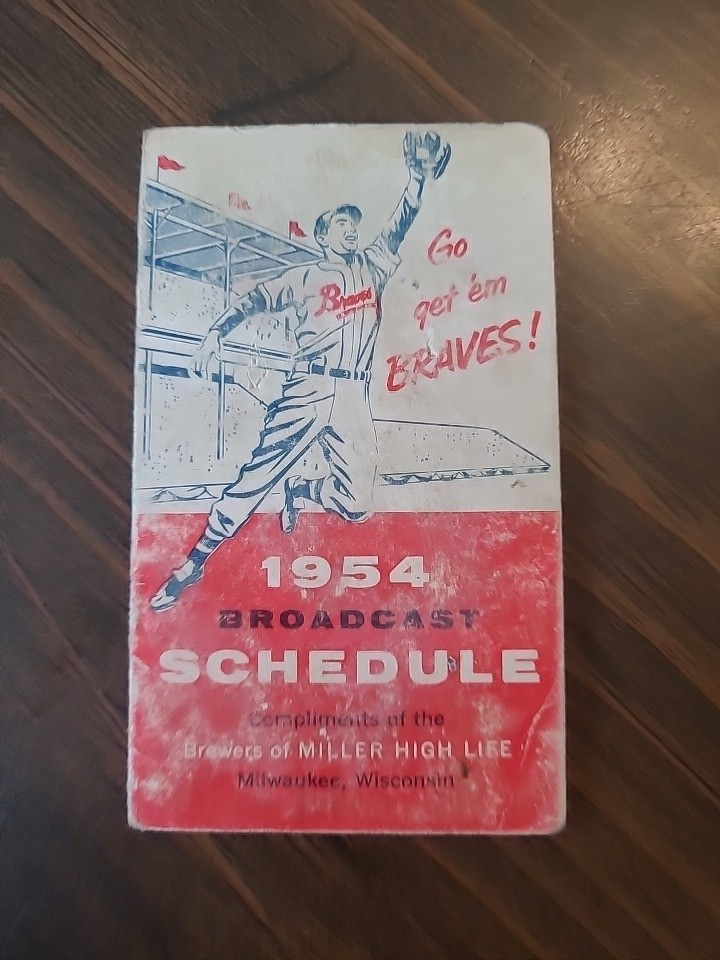 Braves
Go
get 'em
BRAVES!
1954
BROADCAST
SCHEDULE
Compliments of the
Brewers of MILLER HIGH LIFE
Milwaukee, Wisconsin